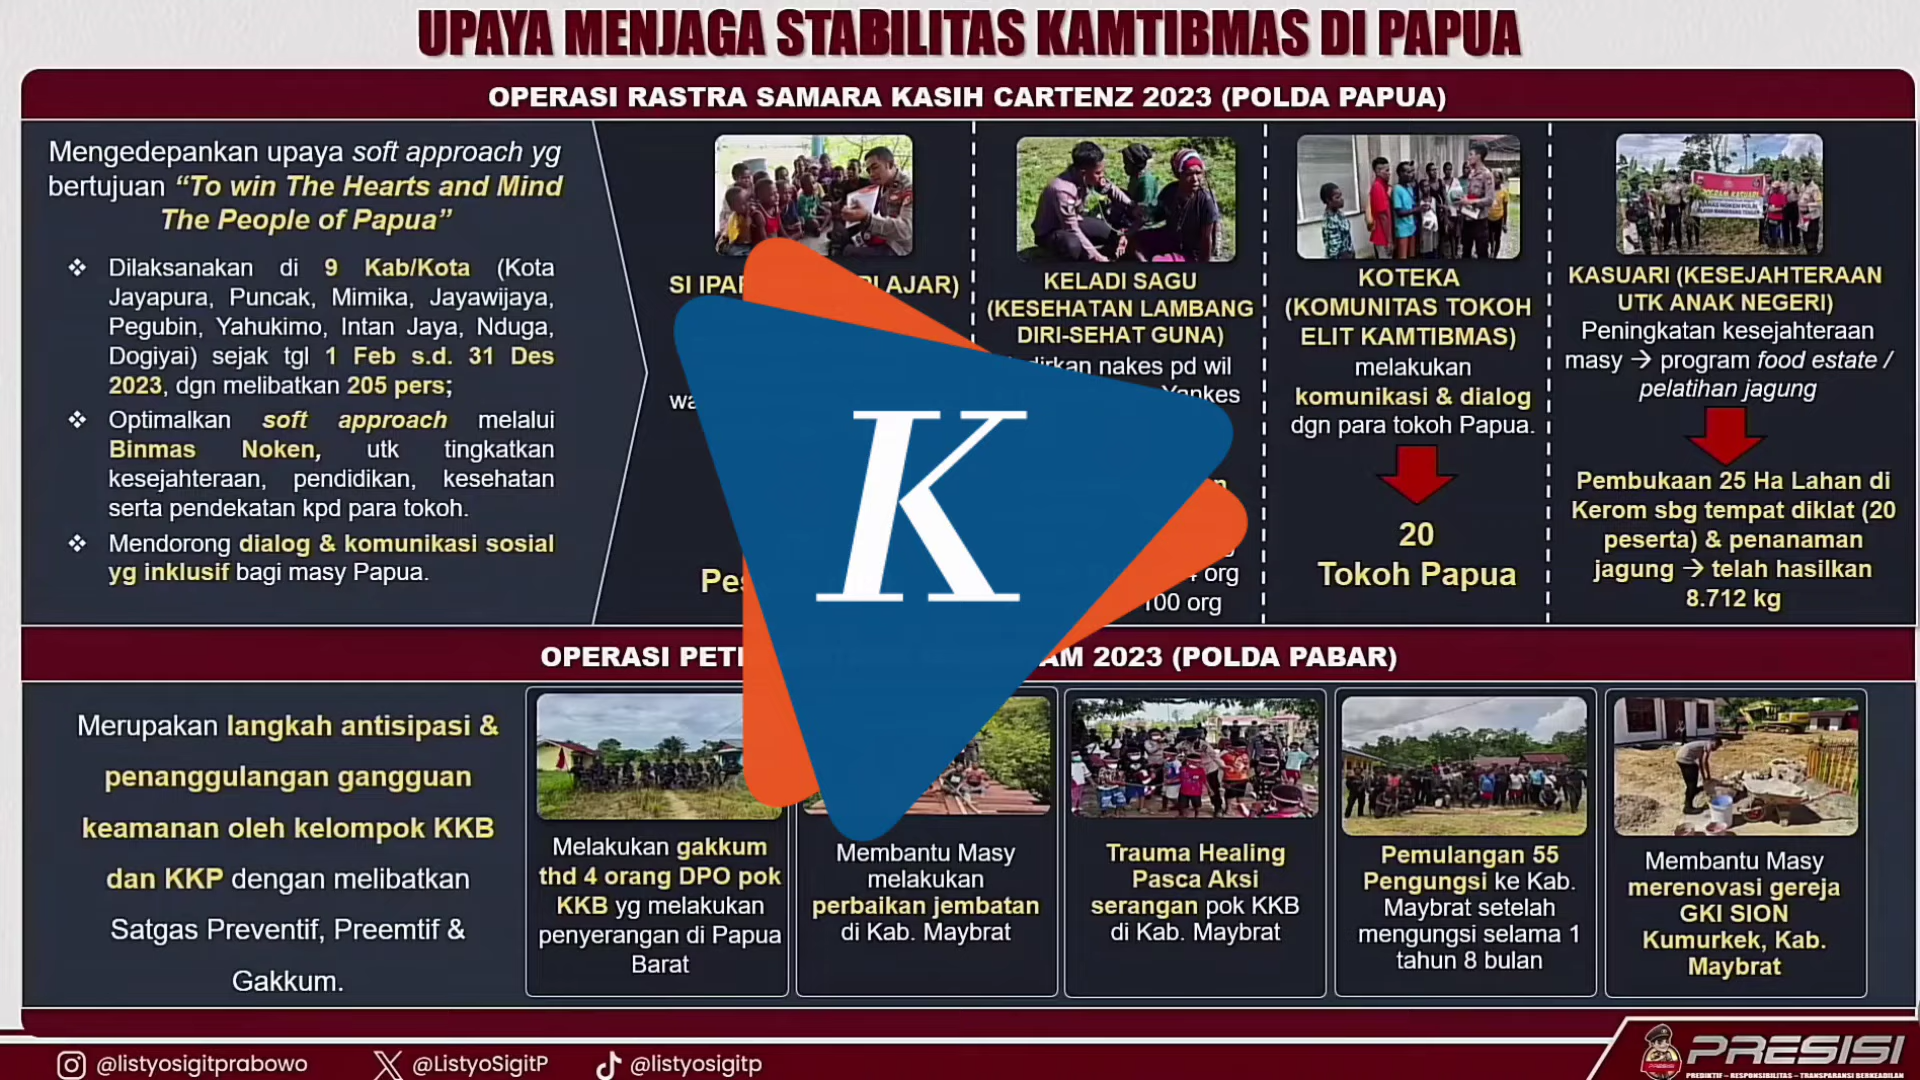 UPAYA MENJAGA STABILITAS KAMTIBMAS DI PAPUA
OPERASI RASTRA SAMARA KASIH CARTENZ 2023 (POLDA PAPUA)
Mengedepankan upaya soft approach yg
bertujuan “To win The Hearts and Mind
The People of Papua”
❖ Dilaksanakan di 9 Kab/Kota (Kota
Jayapura, Puncak, Mimika, Jayawijaya,
Pegubin, Yahukimo, Intan Jaya, Nduga,
Dogiyai) sejak tgl 1 Feb s.d. 31 Des
2023, dgn melibatkan 205 pers;
❖ Optimalkan soft approach melalui
Binmas Noken, utk tingkatkan
kesejahteraan, pendidikan, kesehatan
serta pendekatan kpd para tokoh.
❖ Mendorong dialog & komunikasi sosial
yg inklusif bagi masy Papua.
SI
KELADI SAGU
(KESEHATAN LAMBANG
DIRI-SEHAT GUNA)
nakes pd wil
org
100 org
KOTEKA
(KOMUNITAS TOKOH
ELIT KAMTIBMAS)
melakukan
komunikasi & dialog
dgn para tokoh Papua.
20
Tokoh Papua
PROGRAM KASUARI
KASUARI (KESEJAHTERAAN
UTK ANAK NEGERI)
Peningkatan kesejahteraan
masy → program food estate /
pelatihan jagung
Pembukaan 25 Ha Lahan di
Kerom sbg tempat diklat (20
peserta) & penanaman
jagung → telah hasilkan
8.712 kg
K
OPERASI 2023 (POLDA PABAR)
Merupakan langkah antisipasi &
penanggulangan gangguan
keamanan oleh kelompok KKB
dan KKP dengan melibatkan
Satgas Preventif, Preemtif &
Gakkum.
Melakukan gakkum
thd 4 orang DPO pok
KKB yg melakukan
penyerangan di Papua
Barat
Membantu Masy
melakukan
perbaikan jembatan
di Kab. Maybrat
Trauma Healing
Pasca Aksi
serangan pok KKB
di Kab. Maybrat
Pemulangan 55
Pengungsi ke Kab.
Maybrat setelah
mengungsi selama 1
tahun 8 bulan
Membantu Masy
merenovasi gereja
GKI SION
Kumurkek, Kab.
Maybrat
@listyosigitprabowo
@ListyoSigitP
@listyosigitp
PRESISI
PREDIKTIF – RESPONSIBILITAS – TRANSPARANSI BERKEADILAN